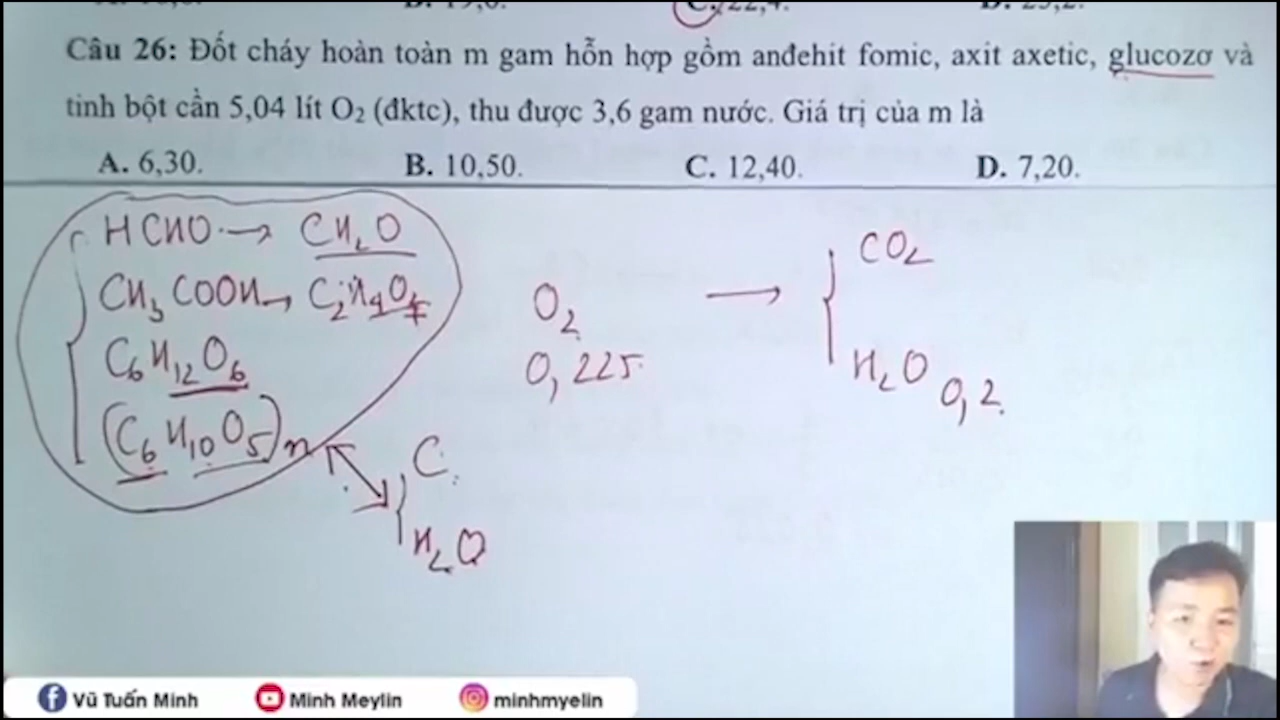 C. 22,4.
Câu 26: Đốt cháy hoàn toàn m gam hỗn hợp gồm anđehit fomic, axit axetic, glucozơ và
tinh bột cần 5,04 lít O₂ (đktc), thu được 3,6 gam nước. Giá trị của m là
A. 6,30. B. 10,50. C. 12,40. D. 7,20.
HCHO → CH₂O
CH₃COOH → C₂H₄O₂
C₆H₁₂O₆
(C₆H₁₀O₅)n
O₂
0,225
→
CO₂
H₂O 0,2
C
H₂O
Vũ Tuấn Minh Minh Meylin minhmyelin